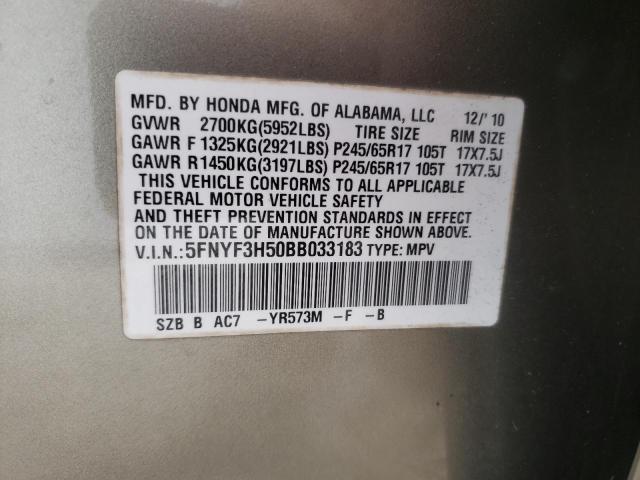 MFD. BY HONDA MFG. OF ALABAMA, LLC 12/'10
GVWR 2700KG(5952LBS) TIRE SIZE RIM SIZE
GAWR F 1325KG(2921LBS) P245/65R17 105T 17X7.5J
GAWR R1450KG(3197LBS) P245/65R17 105T 17X7.5J
THIS VEHICLE CONFORMS TO ALL APPLICABLE
FEDERAL MOTOR VEHICLE SAFETY
AND THEFT PREVENTION STANDARDS IN EFFECT
ON THE DATE OF MANUFACTURE SHOWN ABOVE.
V.I.N.:5FNYF3H50BB033183 TYPE: MPV
SZB B AC7 -YR573M -F -B